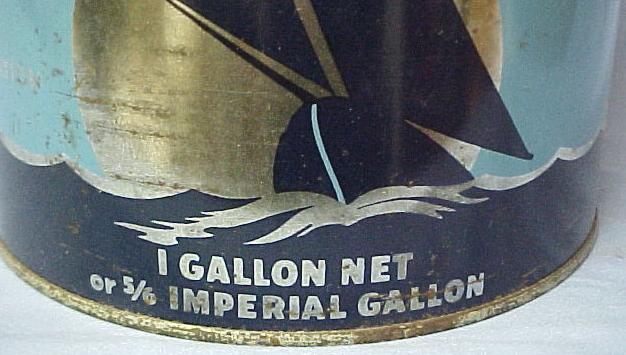 1 GALLON NET
or 5/6 IMPERIAL GALLON